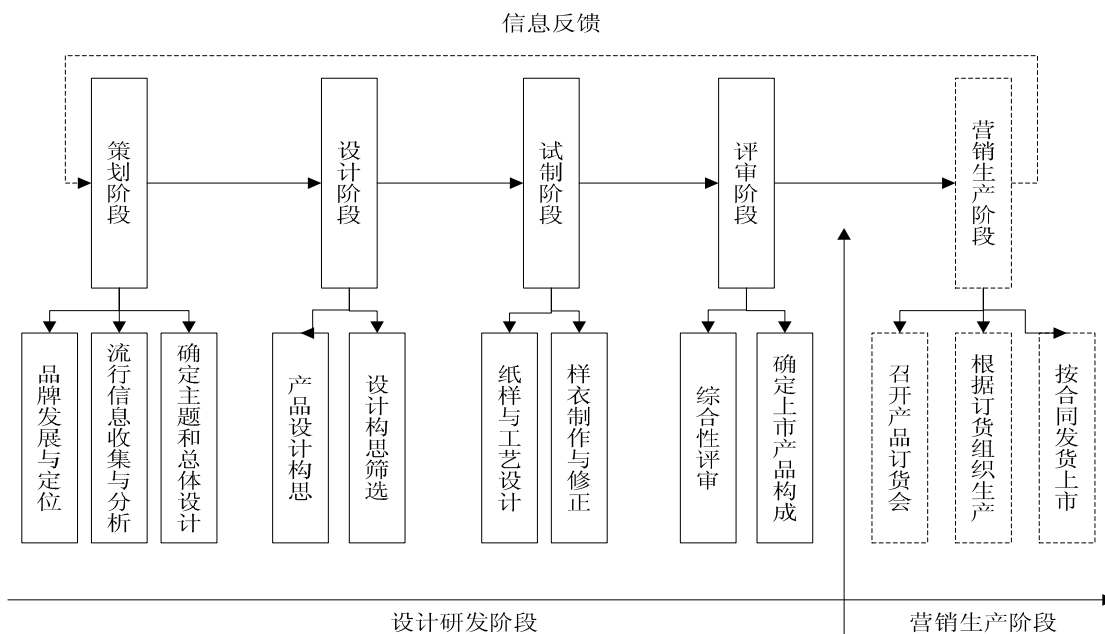 信息反馈
策划阶段
设计阶段
试制阶段
评审阶段
营销生产阶段
品牌发展与定位
流行信息收集与分析
确定主题和总体设计
产品设计构思
设计构思筛选
纸样与工艺设计
样衣制作与修正
综合性评审
确定上市产品构成
召开产品订货会
根据订货组织生产
按合同发货上市
设计研发阶段
营销生产阶段